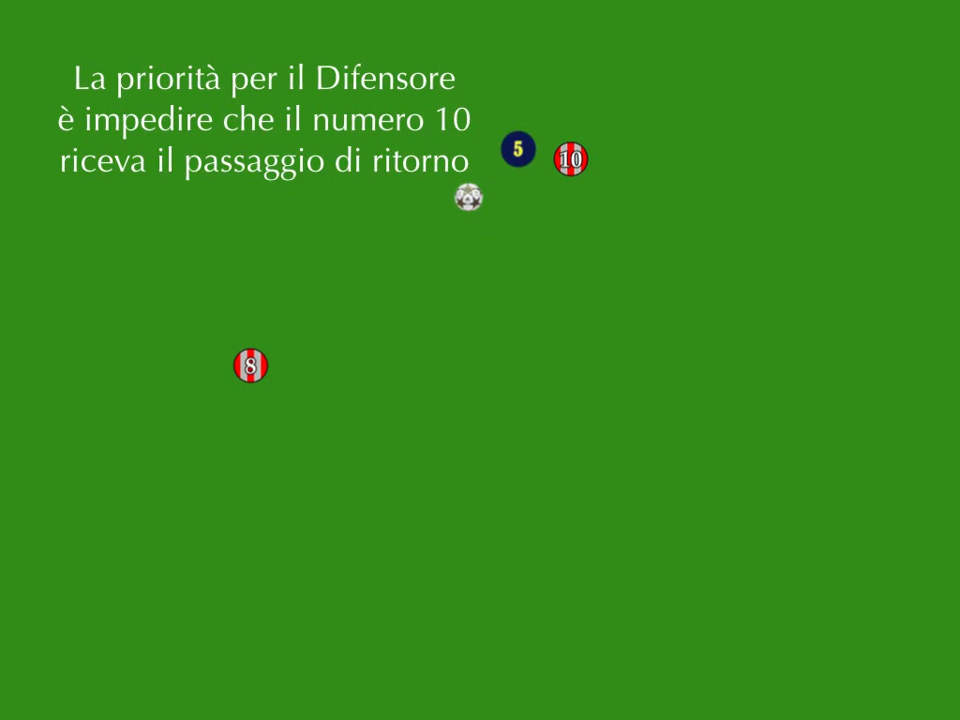 La priorità per il Difensore
è impedire che il numero 10
riceva il passaggio di ritorno
5
10
8